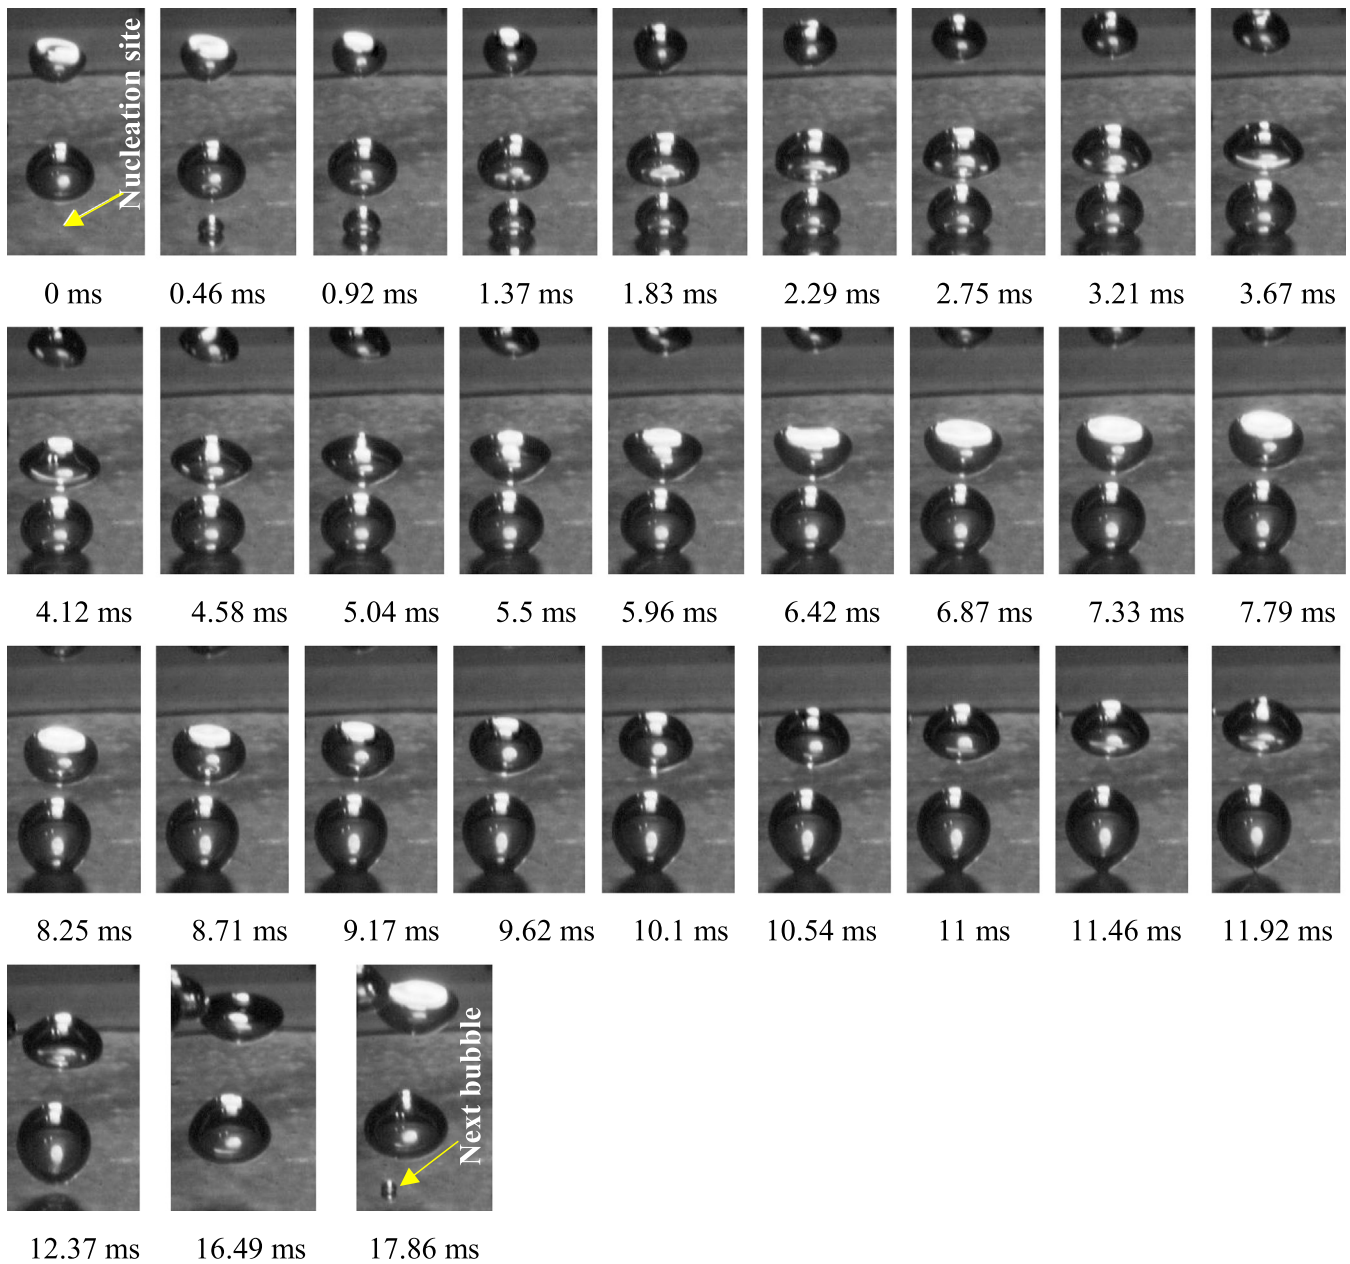 Nucleation site
0 ms
0.46 ms
0.92 ms
1.37 ms
1.83 ms
2.29 ms
2.75 ms
3.21 ms
3.67 ms
4.12 ms
4.58 ms
5.04 ms
5.5 ms
5.96 ms
6.42 ms
6.87 ms
7.33 ms
7.79 ms
8.25 ms
8.71 ms
9.17 ms
9.62 ms
10.1 ms
10.54 ms
11 ms
11.46 ms
11.92 ms
Next bubble
12.37 ms
16.49 ms
17.86 ms